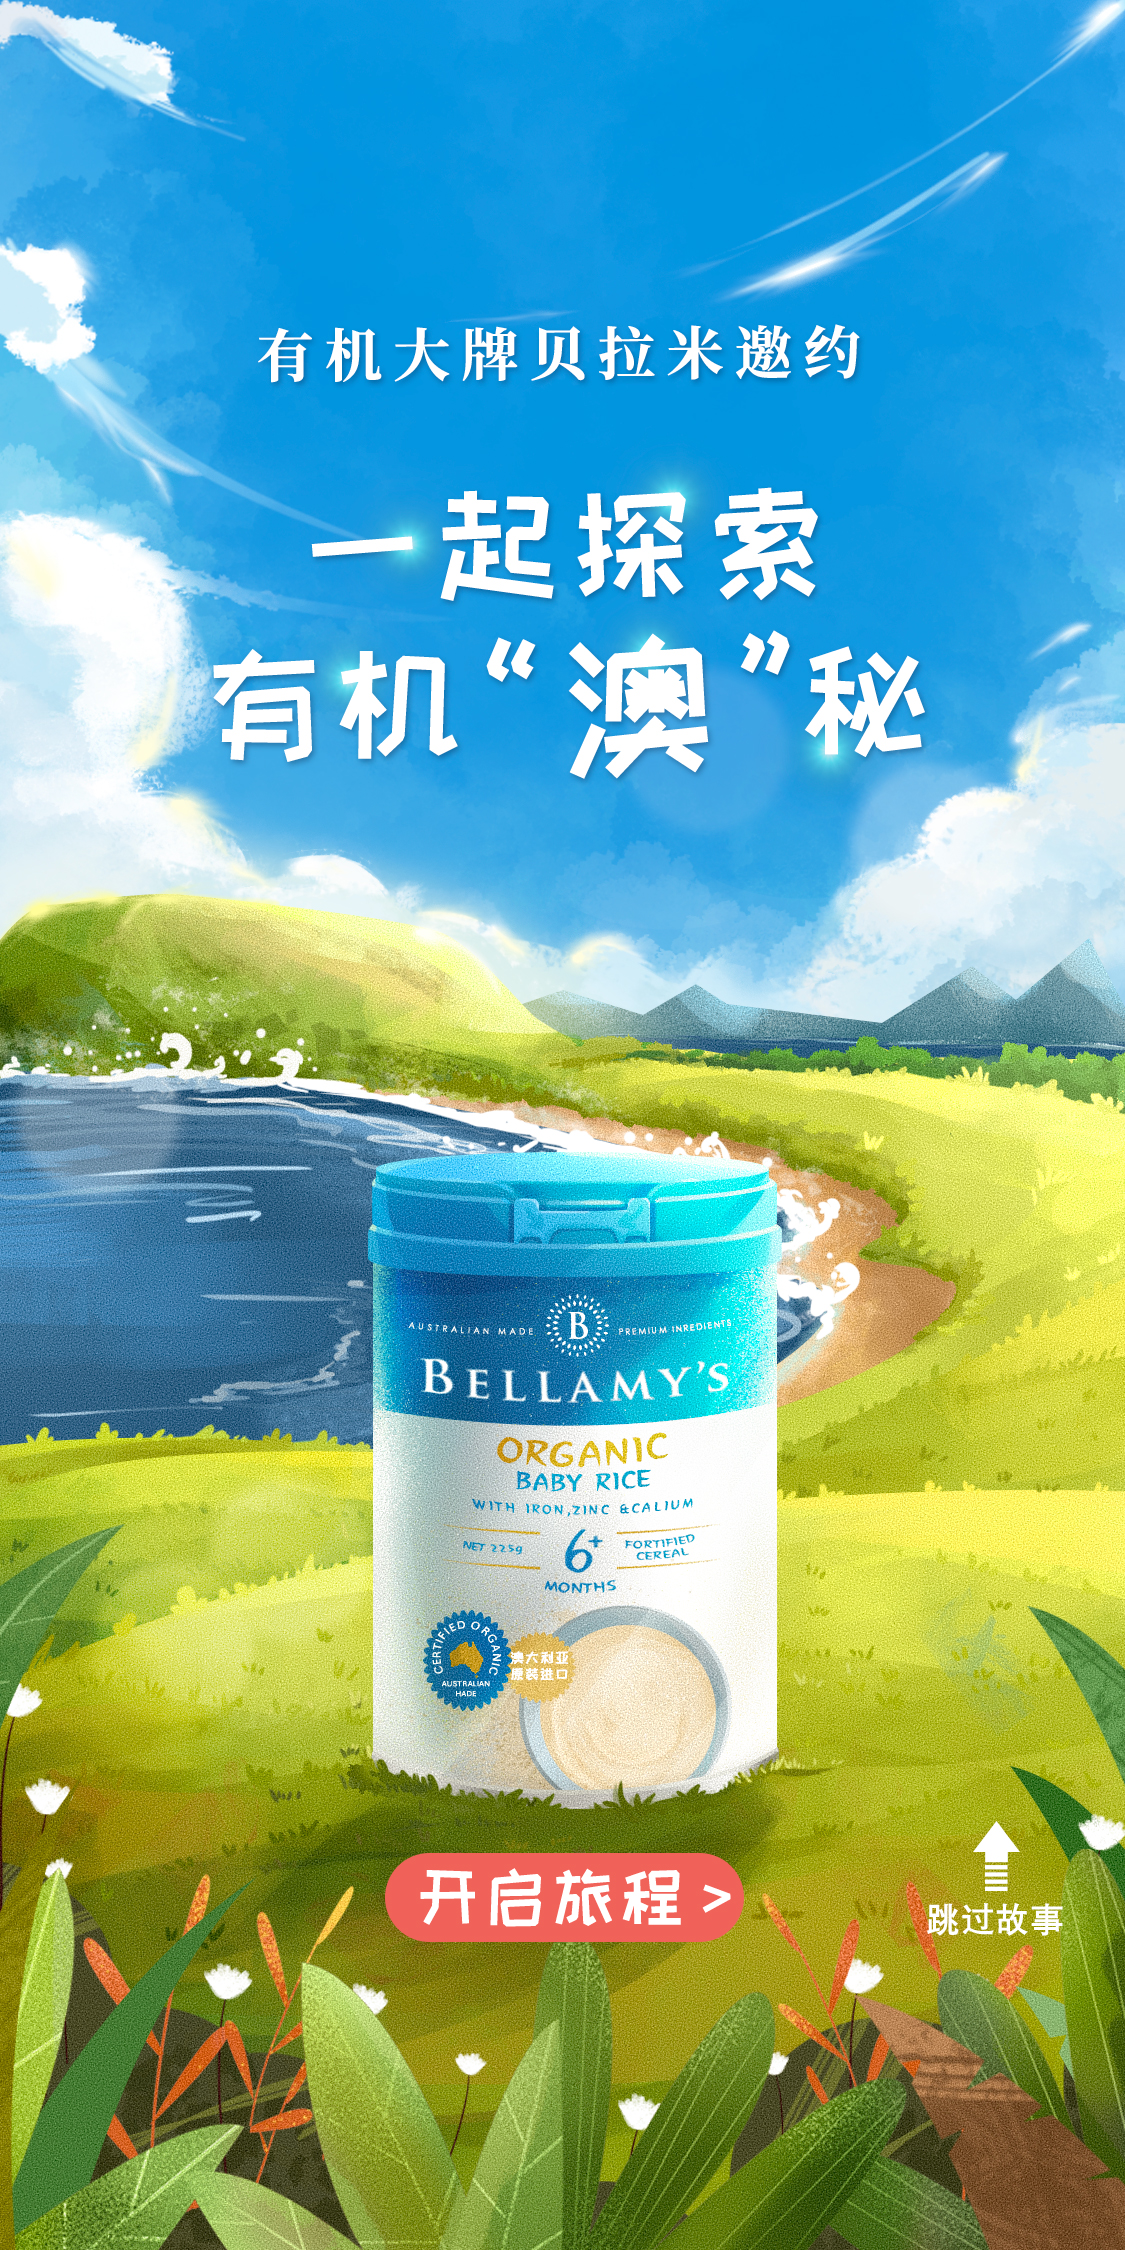 有机大牌贝拉米邀约
一起探索
有机“澳”秘
AUSTRALIAN MADE B PREMIUM INREDIENTS
BELLAMY'S
ORGANIC
BABY RICE
WITH IRON,ZINC &CALIUM
NET 225g 6+ FORTIFIED CEREAL
MONTHS
CERTIFIED ORGANIC
AUSTRALIAN
MADE
澳大利亚
原装进口
开启旅程 >
跳过故事